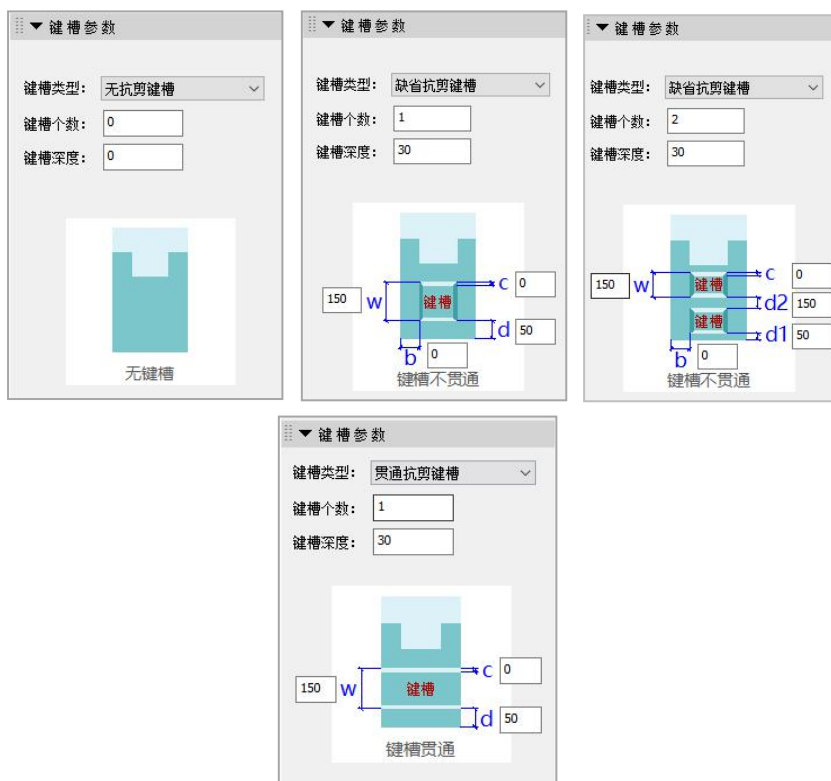 键槽参数
键槽类型： 无抗剪键槽
键槽个数： 0
键槽深度： 0
无键槽
键槽参数
键槽类型： 缺省抗剪键槽
键槽个数： 1
键槽深度： 30
c 0
150 w 键槽
d 50
b 0
键槽不贯通
键槽参数
键槽类型： 缺省抗剪键槽
键槽个数： 2
键槽深度： 30
c 0
150 w 键槽
d2 150
键槽
d1 50
b 0
键槽不贯通
键槽参数
键槽类型： 贯通抗剪键槽
键槽个数： 1
键槽深度： 30
c 0
150 w 键槽
d 50
键槽贯通